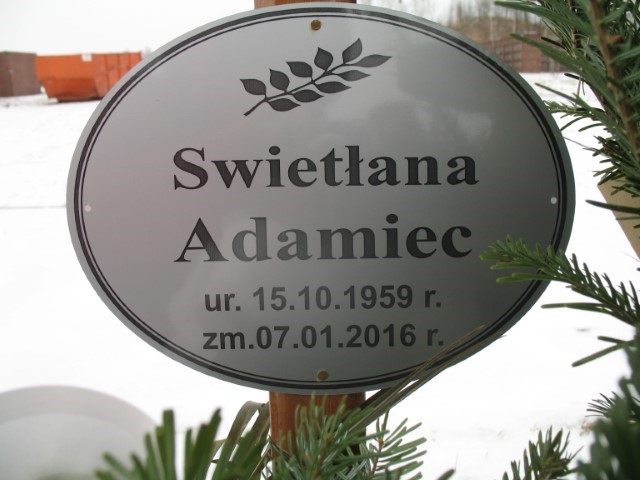 Swietłana
Adamiec
ur. 15.10.1959 r.
zm.07.01.2016 r.